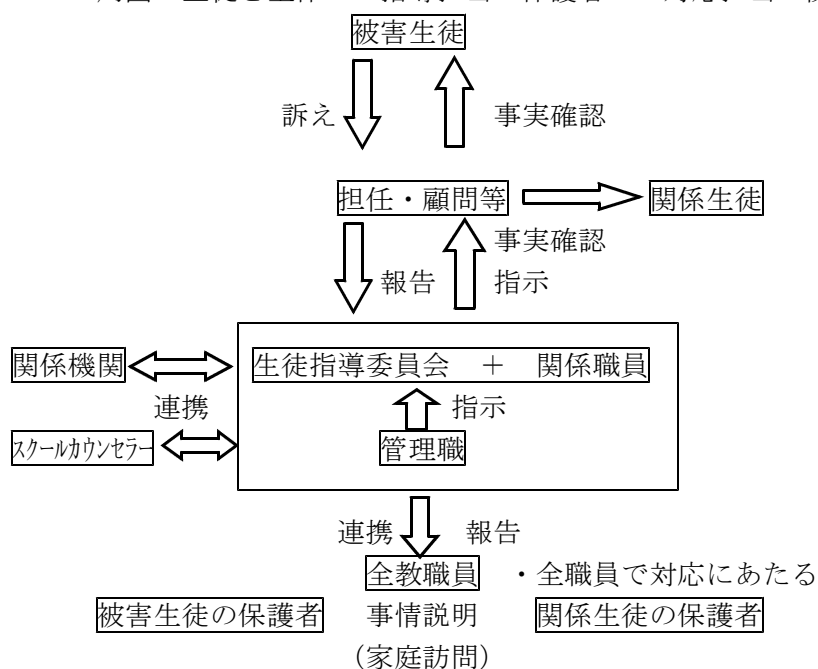 被害生徒
訴え 事実確認
担任・顧問等 関係生徒
事実確認
報告 指示
関係機関 生徒指導委員会 + 関係職員
連携 指示
スクールカウンセラー 管理職
連携 報告
全教職員 ・全職員で対応にあたる
被害生徒の保護者 事情説明 関係生徒の保護者
(家庭訪問)